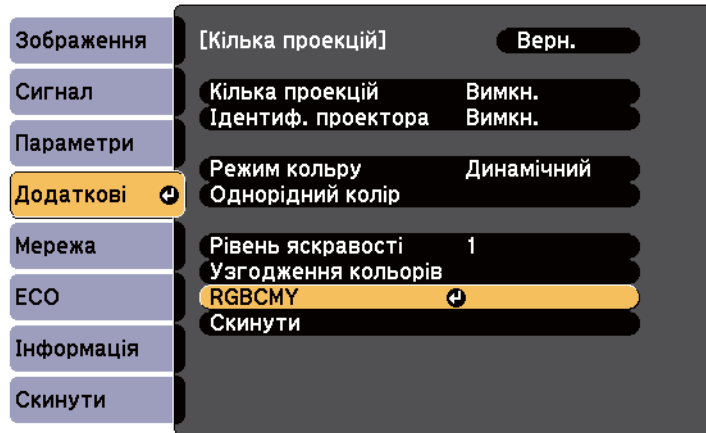 Зображення
Сигнал
Параметри
Додаткові
Мережа
ECO
Інформація
Скинути
[Кілька проекцій] Верн.
Кілька проекцій Вимкн.
Ідентиф. проектора Вимкн.
Режим кольру Динамічний
Однорідний колір
Рівень яскравості 1
Узгодження кольорів
RGBCMY
Скинути